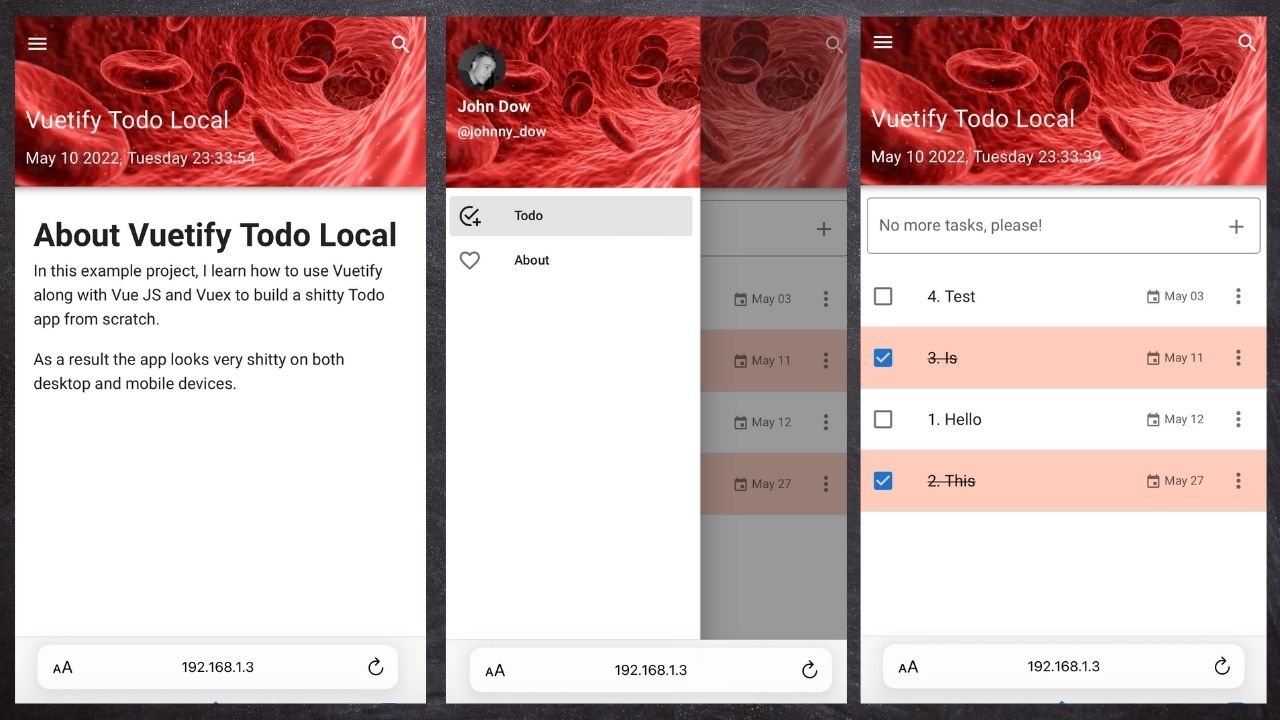 Vuetify Todo Local
May 10 2022, Tuesday 23:33:54
About Vuetify Todo Local
In this example project, I learn how to use Vuetify
along with Vue JS and Vuex to build a shitty Todo
app from scratch.
As a result the app looks very shitty on both
desktop and mobile devices.
AA 192.168.1.3
John Dow
@johnny_dow
Todo
About
May 03
May 11
May 12
May 27
AA 192.168.1.3
Vuetify Todo Local
May 10 2022, Tuesday 23:33:39
No more tasks, please! +
4. Test May 03
3. Is May 11
1. Hello May 12
2. This May 27
AA 192.168.1.3